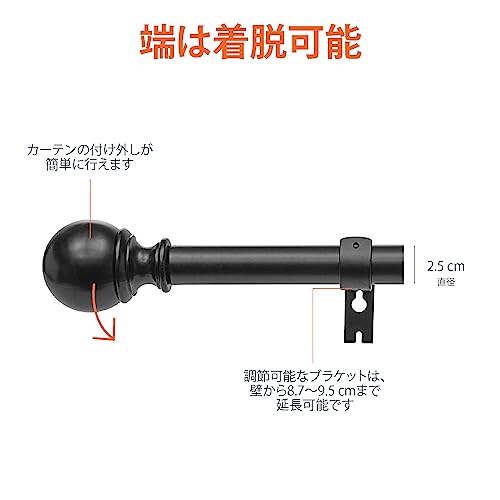 端は着脱可能
カーテンの付け外しが
簡単に行えます
2.5 cm
直径
調節可能なブラケットは、
壁から8.7～9.5 cmまで
延長可能です